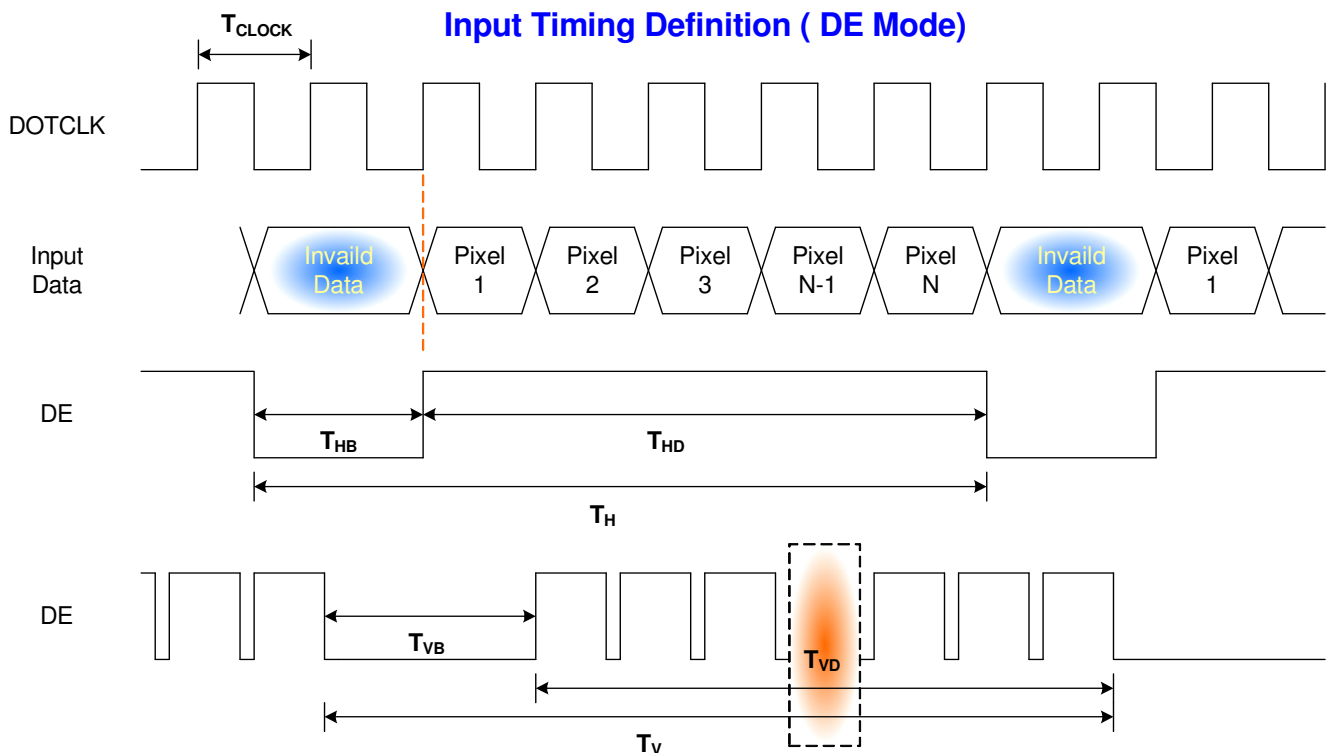 Input Timing Definition ( DE Mode)
TCLOCK
DOTCLK
Input
Data
Invaild
Data
Pixel
1
Pixel
2
Pixel
3
Pixel
N-1
Pixel
N
Invaild
Data
Pixel
1
DE
THB
THD
TH
DE
TVB
TVD
TV